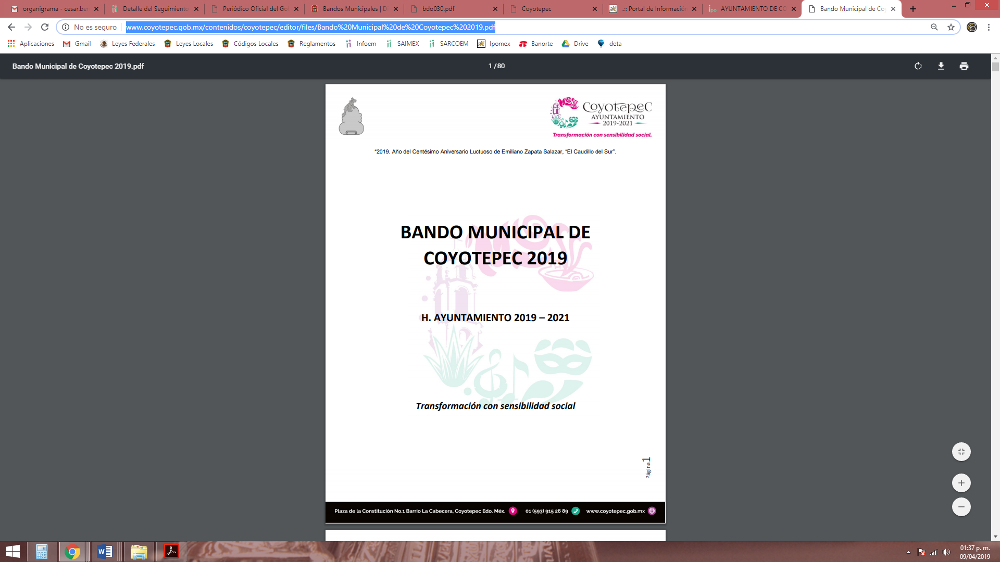 organigrama - cesar.ber
Detalle del Seguimiento
Periódico Oficial del Go
Bandos Municipales | D
bdo030.pdf
Coyotepec
..:: Portal de Información
AYUNTAMIENTO DE CO
Bando Municipal de Co
No es seguro
www.coyotepec.gob.mx/contenidos/coyotepec/editor/files/Bando%20Municipal%20de%20Coyotepec%202019.pdf
Aplicaciones
Gmail
Leyes Federales
Leyes Locales
Códigos Locales
Reglamentos
Infoem
SAIMEX
SARCOEM
Ipomex
Banorte
Drive
deta
Bando Municipal de Coyotepec 2019.pdf
1 / 80
Coyotepec
AYUNTAMIENTO
2019-2021
Transformación con sensibilidad social.
“2019. Año del Centésimo Aniversario Luctuoso de Emiliano Zapata Salazar, “El Caudillo del Sur”.
BANDO MUNICIPAL DE
COYOTEPEC 2019
H. AYUNTAMIENTO 2019 – 2021
Transformación con sensibilidad social
Página1
Plaza de la Constitución No.1 Barrio La Cabecera, Coyotepec Edo. Méx.
01 (593) 915 26 89
www.coyotepec.gob.mx
01:37 p. m.
09/04/2019